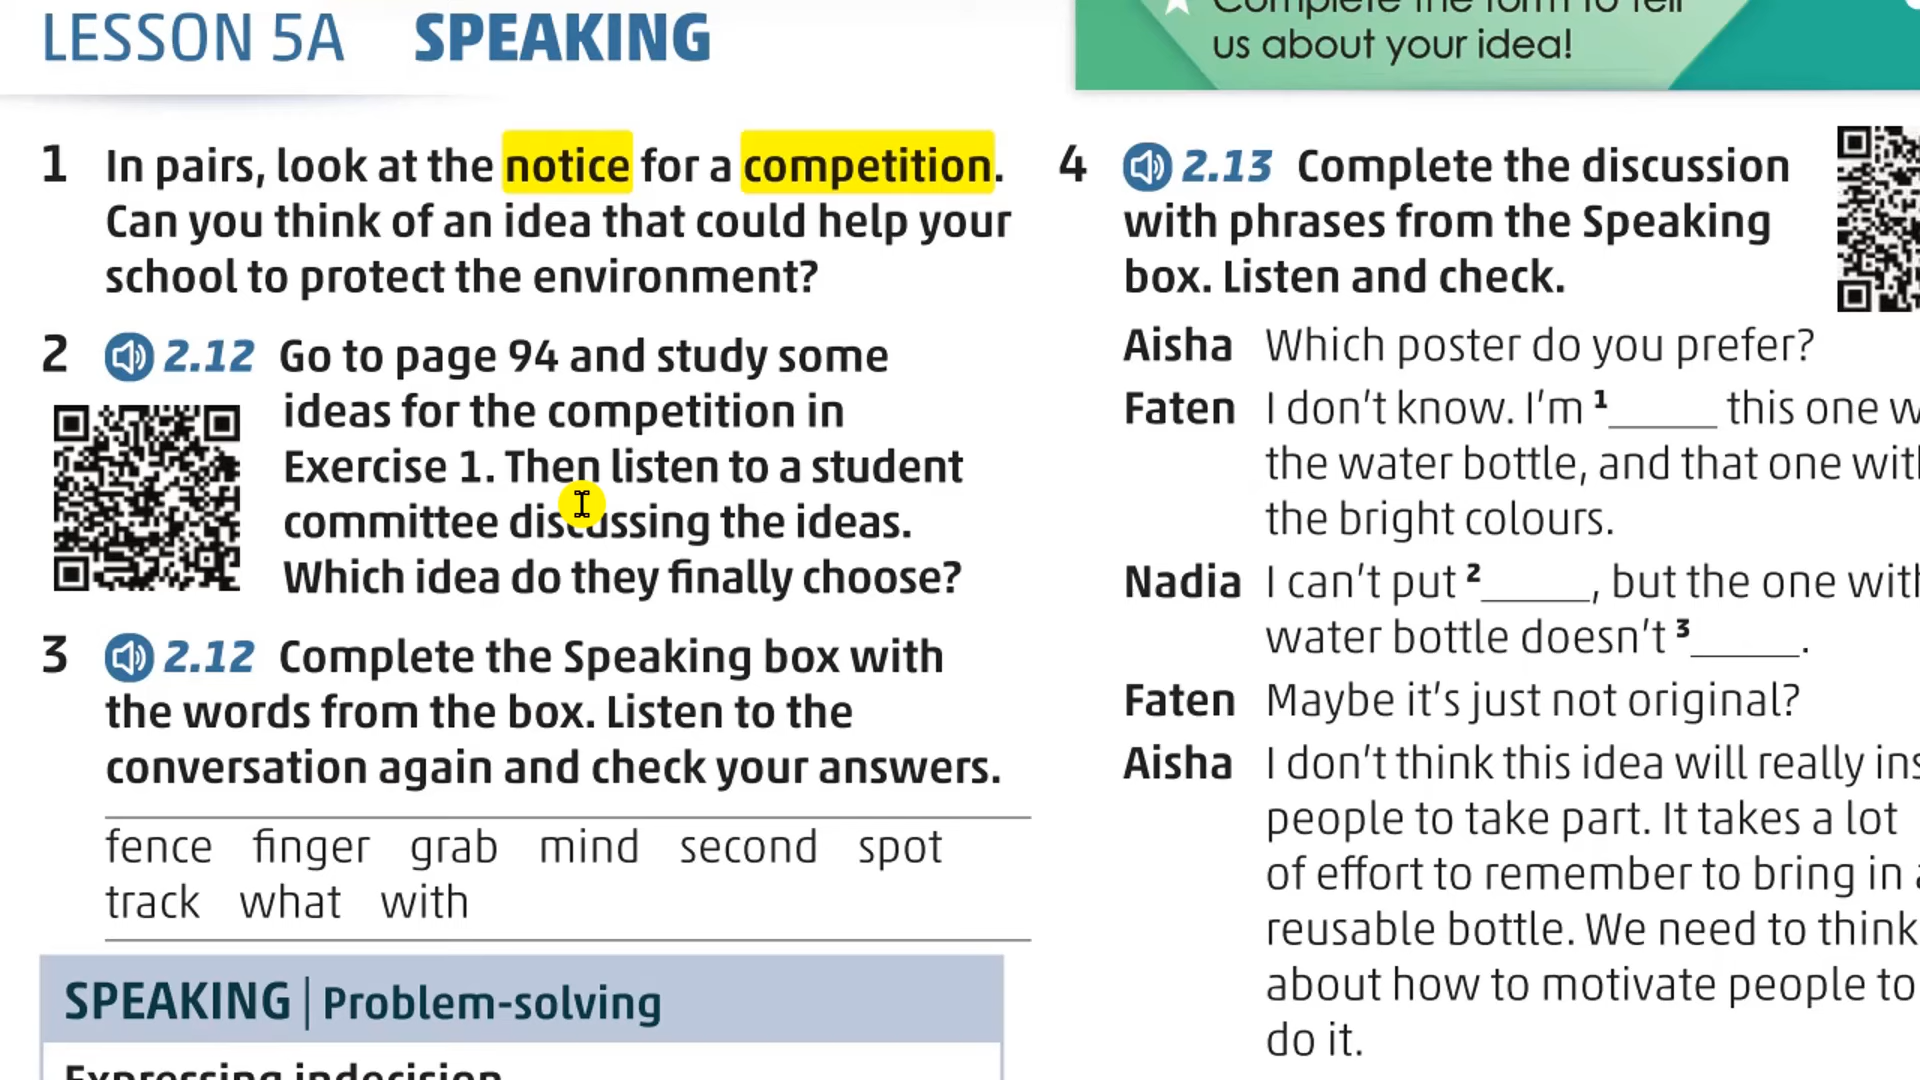 LESSON 5A SPEAKING
us about your idea!
1 In pairs, look at the notice for a competition.
Can you think of an idea that could help your
school to protect the environment?
2 2.12 Go to page 94 and study some
ideas for the competition in
Exercise 1. Then listen to a student
committee discussing the ideas.
Which idea do they finally choose?
3 2.12 Complete the Speaking box with
the words from the box. Listen to the
conversation again and check your answers.
fence finger grab mind second spot
track what with
SPEAKING | Problem-solving
Expressing indecision
Complete the form to tell
4 2.13 Complete the discussion
with phrases from the Speaking
box. Listen and check.
Aisha Which poster do you prefer?
Faten I don't know. I'm 1_____ this one
the water bottle, and that one
the bright colours.
Nadia I can't put 2_____, but the one
water bottle doesn't 3_____.
Faten Maybe it's just not original?
Aisha I don't think this idea will really
people to take part. It takes a lot
of effort to remember to bring in
reusable bottle. We need to think
about how to motivate people to
do it.